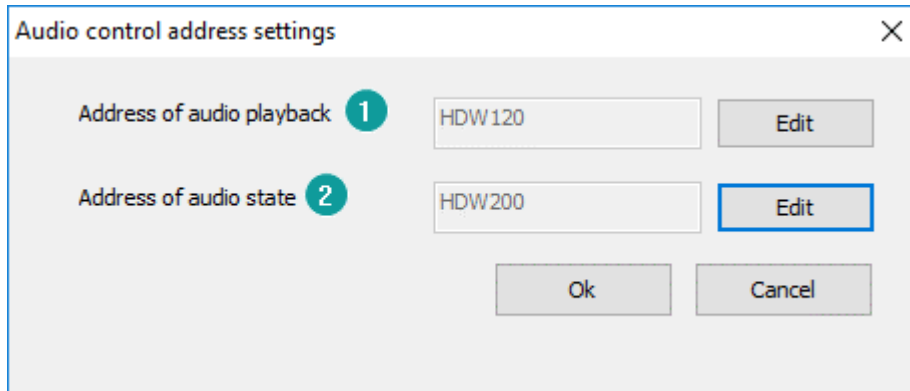 Audio control address settings
Address of audio playback 1 HDW120 Edit
Address of audio state 2 HDW200 Edit
Ok Cancel